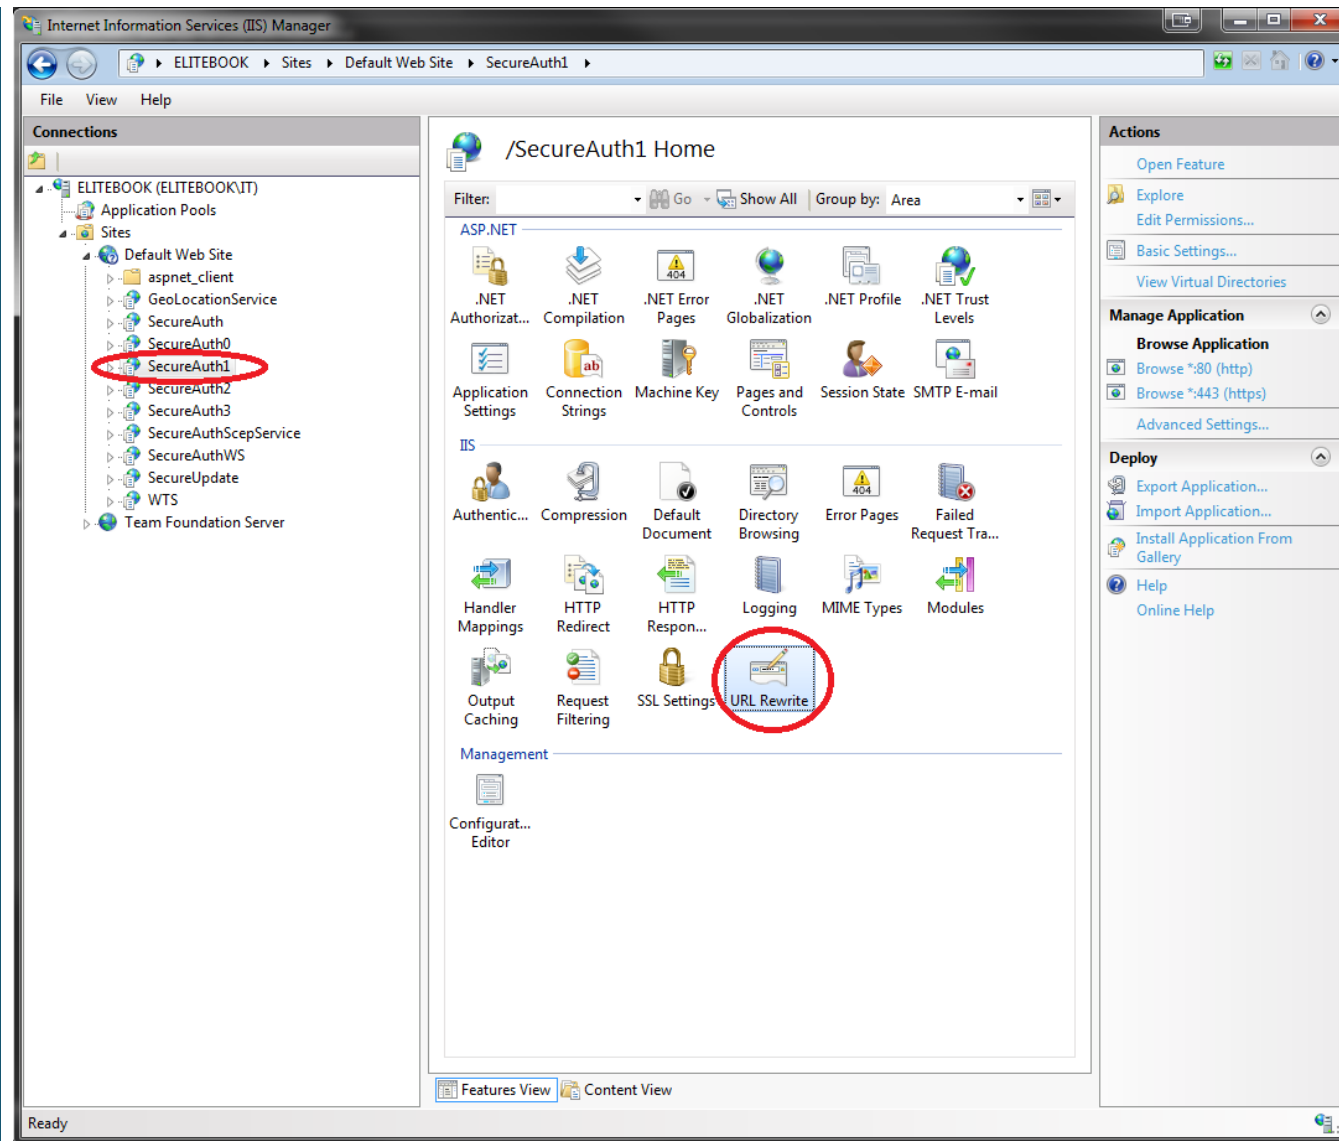 Internet Information Services (IIS) Manager
ELITEBOOK Sites Default Web Site SecureAuth1
File View Help
Connections
ELITEBOOK (ELITEBOOK\IT)
Application Pools
Sites
Default Web Site
aspnet_client
GeoLocationService
SecureAuth
SecureAuth0
SecureAuth1
SecureAuth2
SecureAuth3
SecureAuthScepService
SecureAuthWS
SecureUpdate
WTS
Team Foundation Server
/SecureAuth1 Home
Filter: Go Show All Group by: Area
ASP.NET
.NET Authorizat...
.NET Compilation
404
.NET Error Pages
.NET Globalization
.NET Profile
.NET Trust Levels
Application Settings
ab
Connection Strings
Machine Key
Pages and Controls
Session State
SMTP E-mail
IIS
Authentic...
Compression
Default Document
Directory Browsing
404
Error Pages
Failed Request Tra...
Handler Mappings
HTTP Redirect
HTTP Respon...
Logging
MIME Types
Modules
Output Caching
Request Filtering
SSL Settings
URL Rewrite
Management
Configurat... Editor
Features View Content View
Actions
Open Feature
Explore
Edit Permissions...
Basic Settings...
View Virtual Directories
Manage Application
Browse Application
Browse *:80 (http)
Browse *:443 (https)
Advanced Settings...
Deploy
Export Application...
Import Application...
Install Application From
Gallery
Help
Online Help
Ready